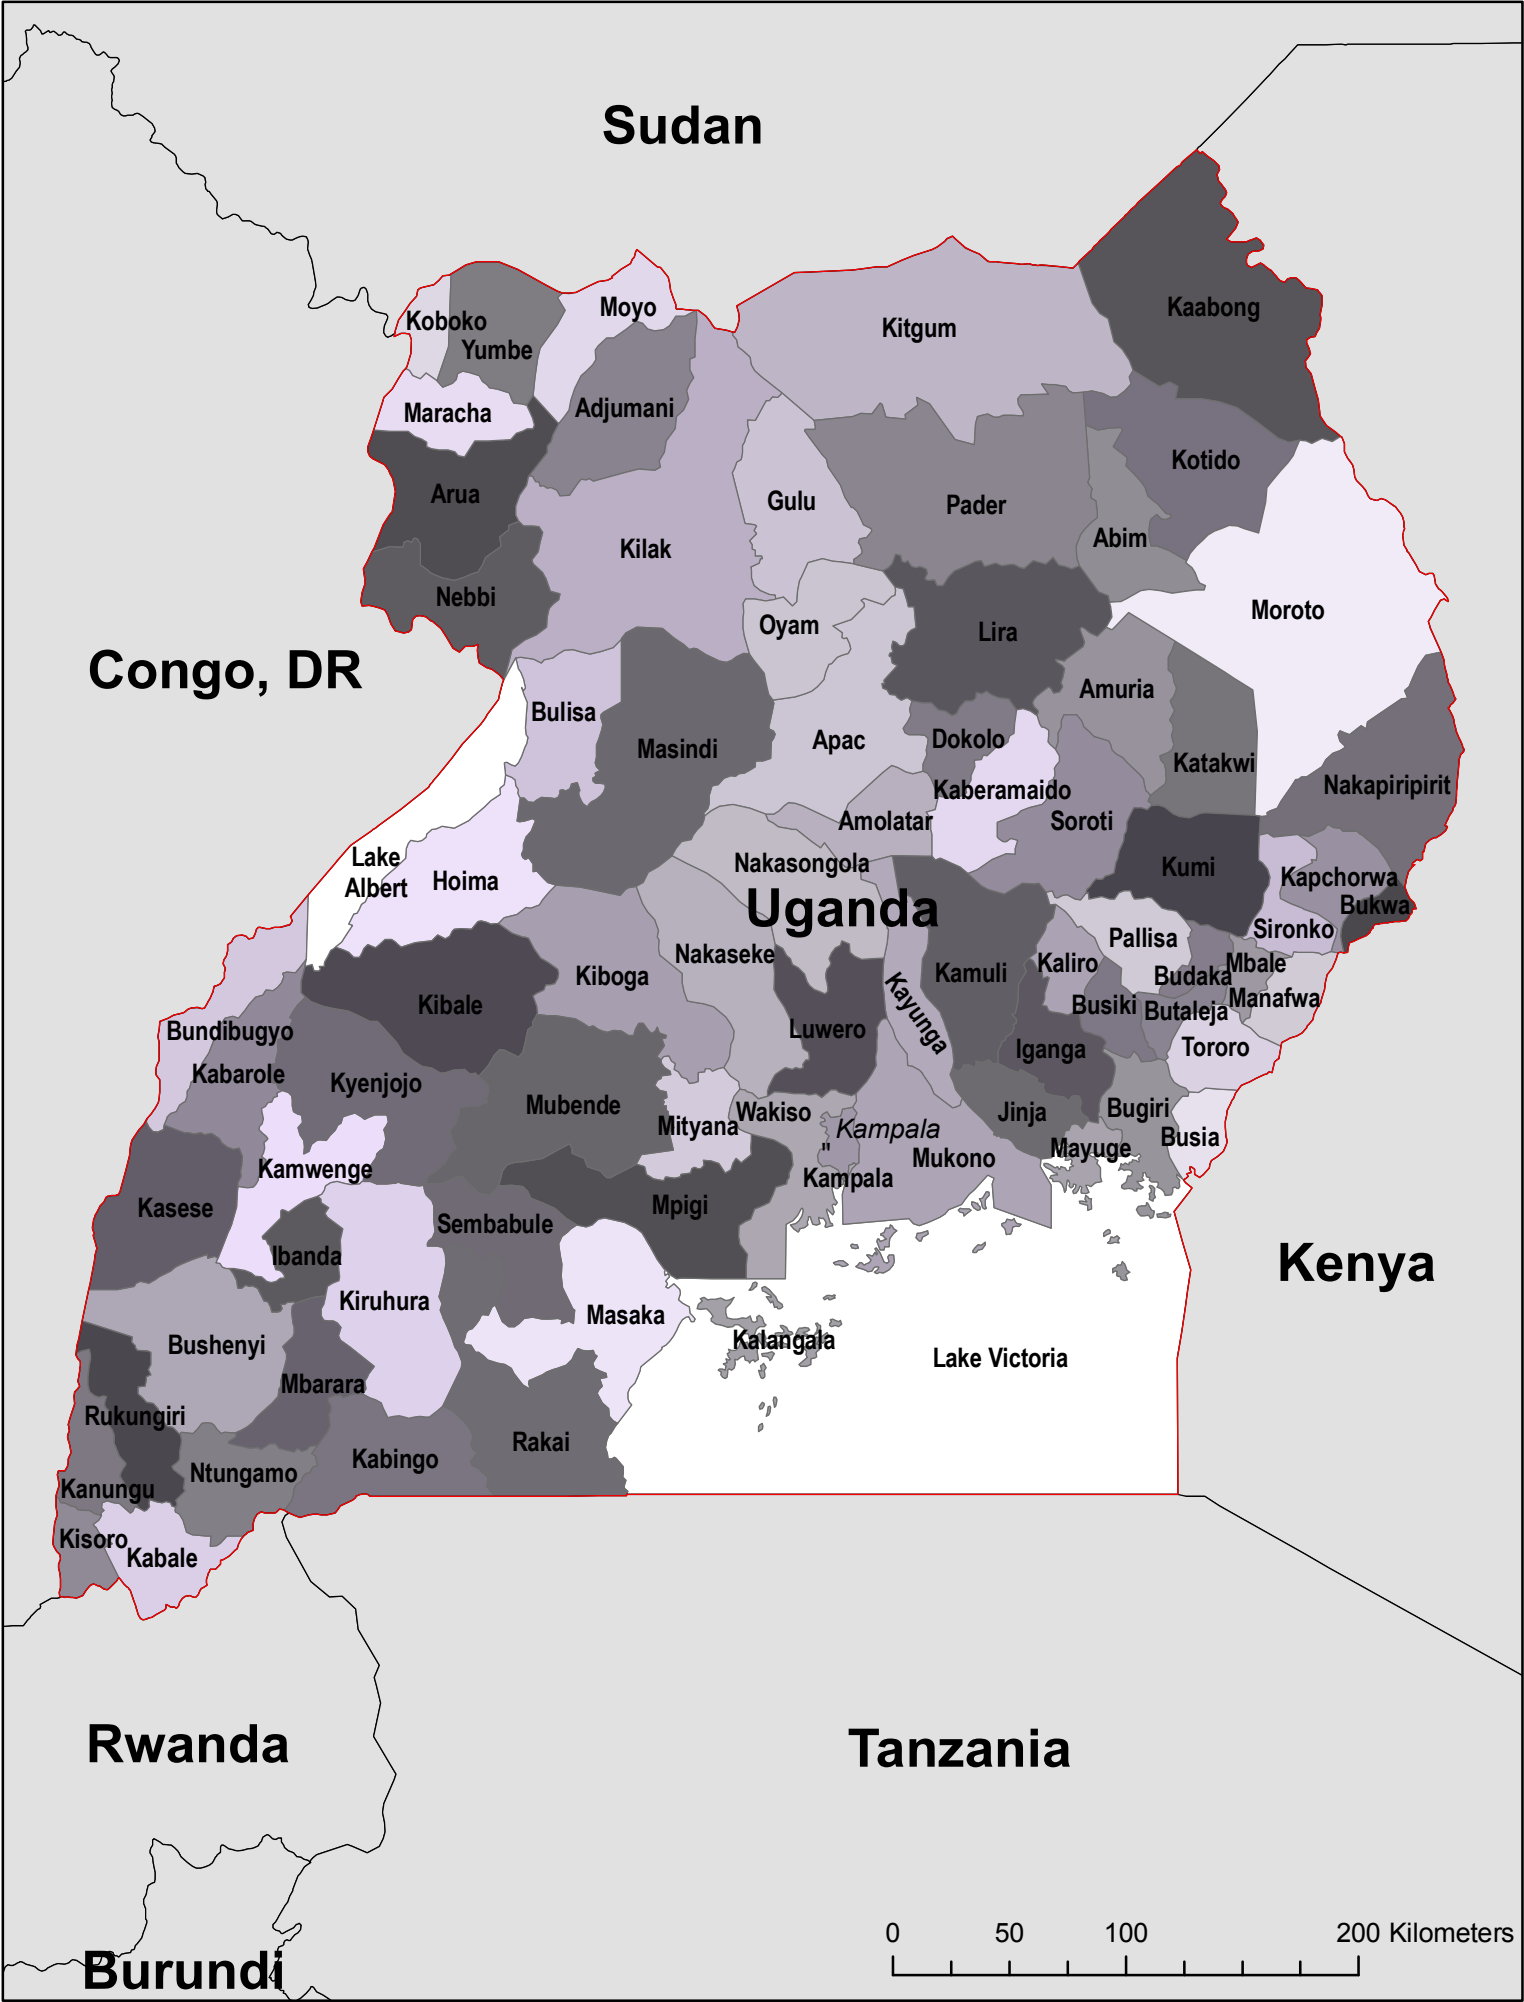 Sudan
Kaabong
Moyo
Koboko
Kitgum
Yumbe
Maracha
Adjumani
Kotido
Arua
Gulu
Pader
Abim
Kilak
Nebbi
Moroto
Oyam
Lira
Congo, DR
Amuria
Bulisa
Apac
Dokolo
Masindi
Katakwi
Nakapiripirit
Kaberamaido
Amolatar
Soroti
Lake
Albert
Nakasongola
Kumi
Hoima
Kapchorwa
Uganda
Bukwa
Sironko
Pallisa
Nakaseke
Kaliro
Mbale
Kiboga
Kamuli
Budaka
Kibale
Kayunga
Busiki
Butaleja
Manafwa
Bundibugyo
Luwero
Iganga
Tororo
Kabarole
Kyenjojo
Mubende
Mityana
Wakiso
Jinja
Bugiri
Kampala
"
Busia
Kamwenge
Mukono
Mayuge
Kampala
Kasese
Mpigi
Sembabule
Ibanda
Kenya
Kiruhura
Masaka
Bushenyi
Kalangala
Lake Victoria
Mbarara
Rukungiri
Rakai
Kabingo
Ntungamo
Kanungu
Kisoro
Kabale
Rwanda
Tanzania
0 50 100 200 Kilometers
Burundi